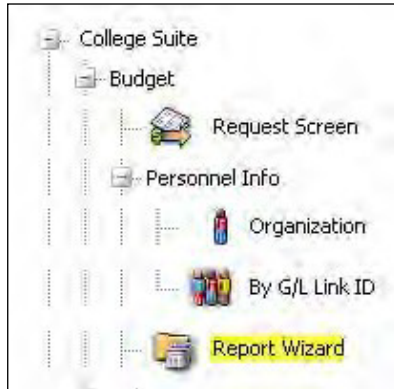 College Suite
Budget
Request Screen
Personnel Info
Organization
By G/L Link ID
Report Wizard